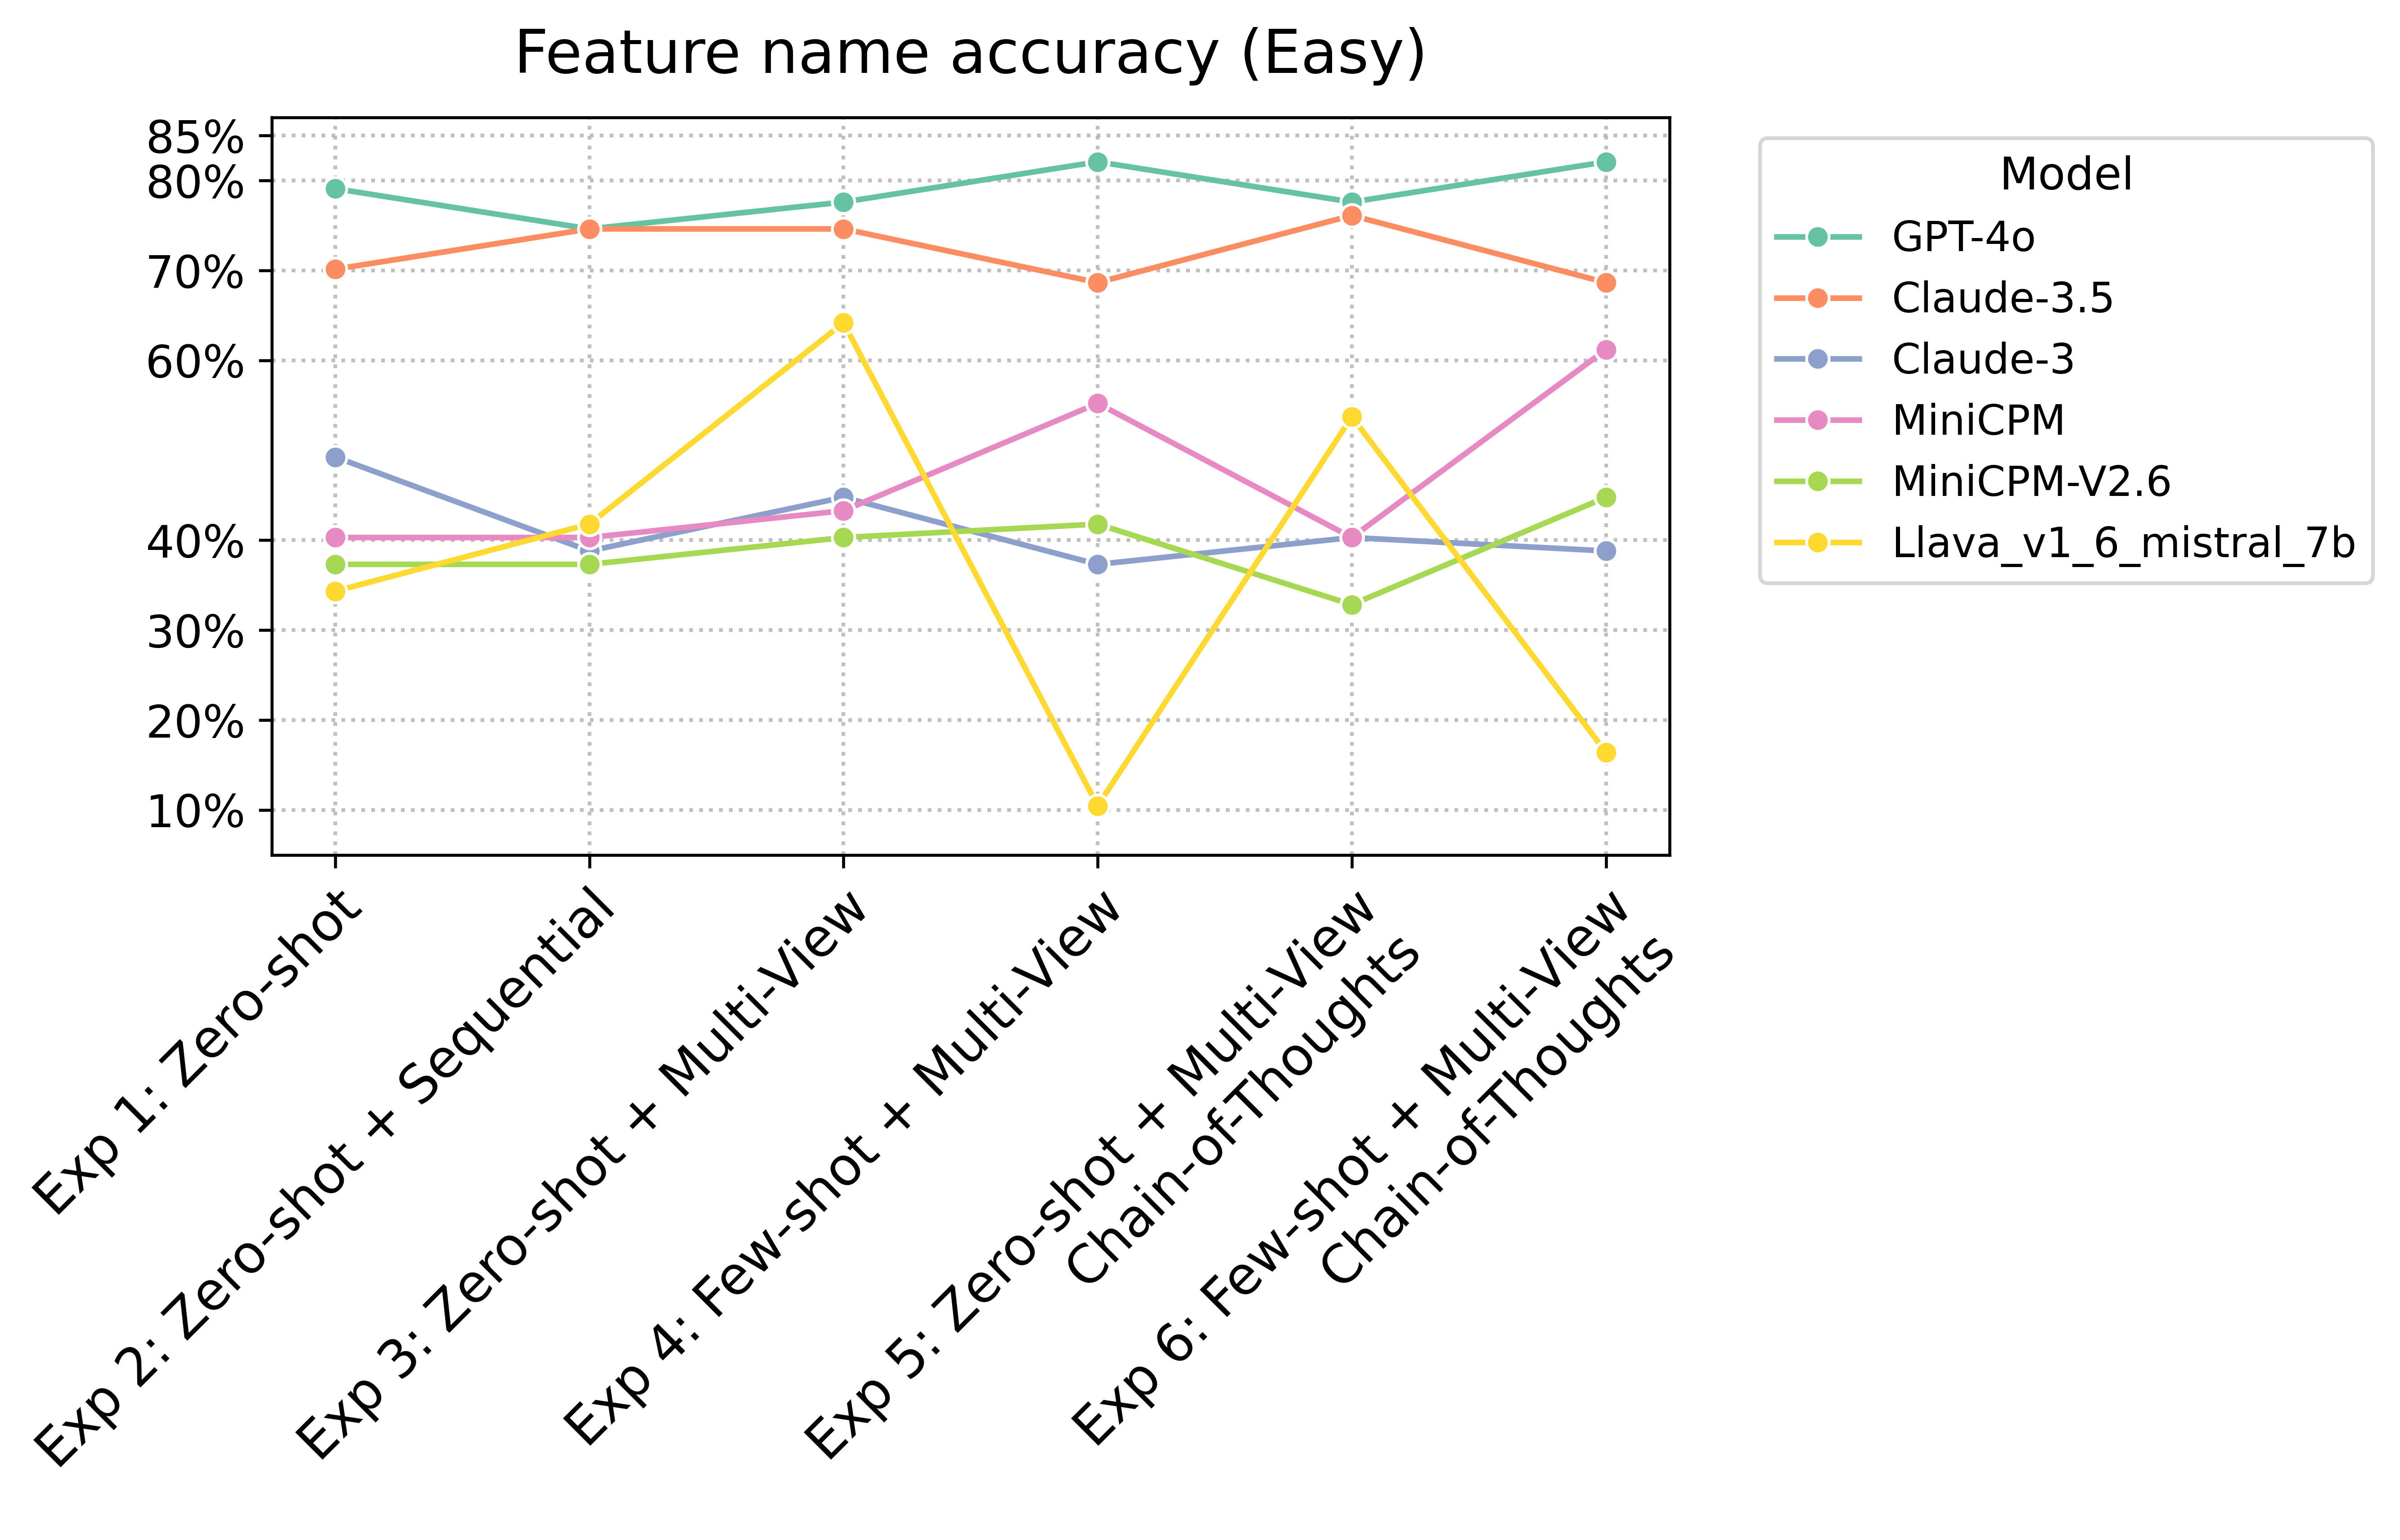 Feature name accuracy (Easy)
85%
80%
70%
60%
40%
30%
20%
10%
Exp 1: Zero-shot
Exp 2: Zero-shot + Sequential
Exp 3: Zero-shot + Multi-View
Exp 4: Few-shot + Multi-View
Exp 5: Zero-shot + Multi-View
Chain-of-Thoughts
Exp 6: Few-shot + Multi-View
Chain-of-Thoughts
Model
GPT-4o
Claude-3.5
Claude-3
MiniCPM
MiniCPM-V2.6
Llava_v1_6_mistral_7b